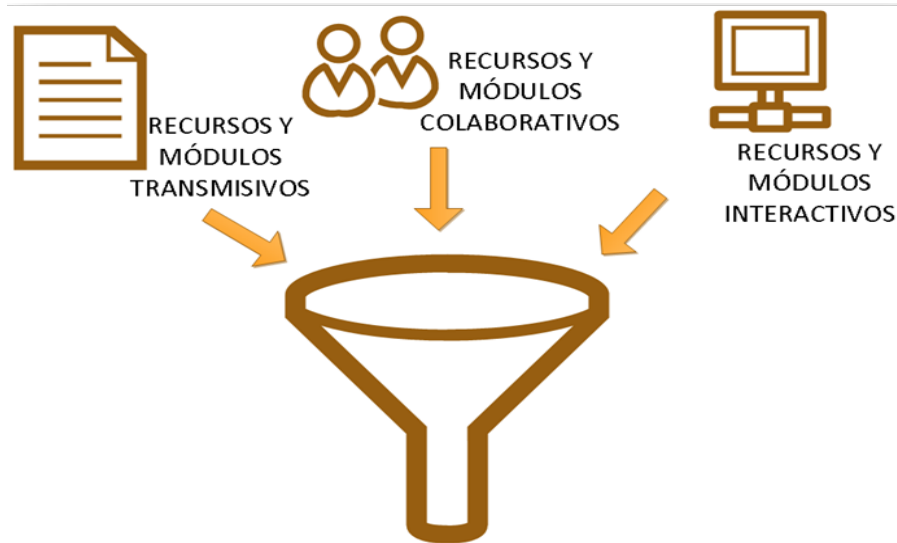 RECURSOS Y
MÓDULOS
TRANSMISIVOS
RECURSOS Y
MÓDULOS
COLABORATIVOS
RECURSOS Y
MÓDULOS
INTERACTIVOS